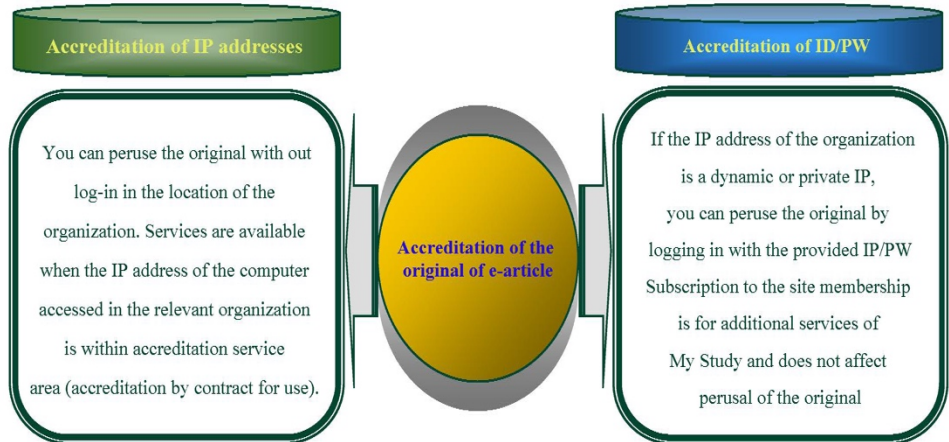 Accreditation of IP addresses
You can peruse the original with out
log-in in the location of the
organization. Services are available
when the IP address of the computer
accessed in the relevant organization
is within accreditation service
area (accreditation by contract for use).
Accreditation of the
original of e-article
Accreditation of ID/PW
If the IP address of the organization
is a dynamic or private IP,
you can peruse the original by
logging in with the provided IP/PW
Subscription to the site membership
is for additional services of
My Study and does not affect
perusal of the original